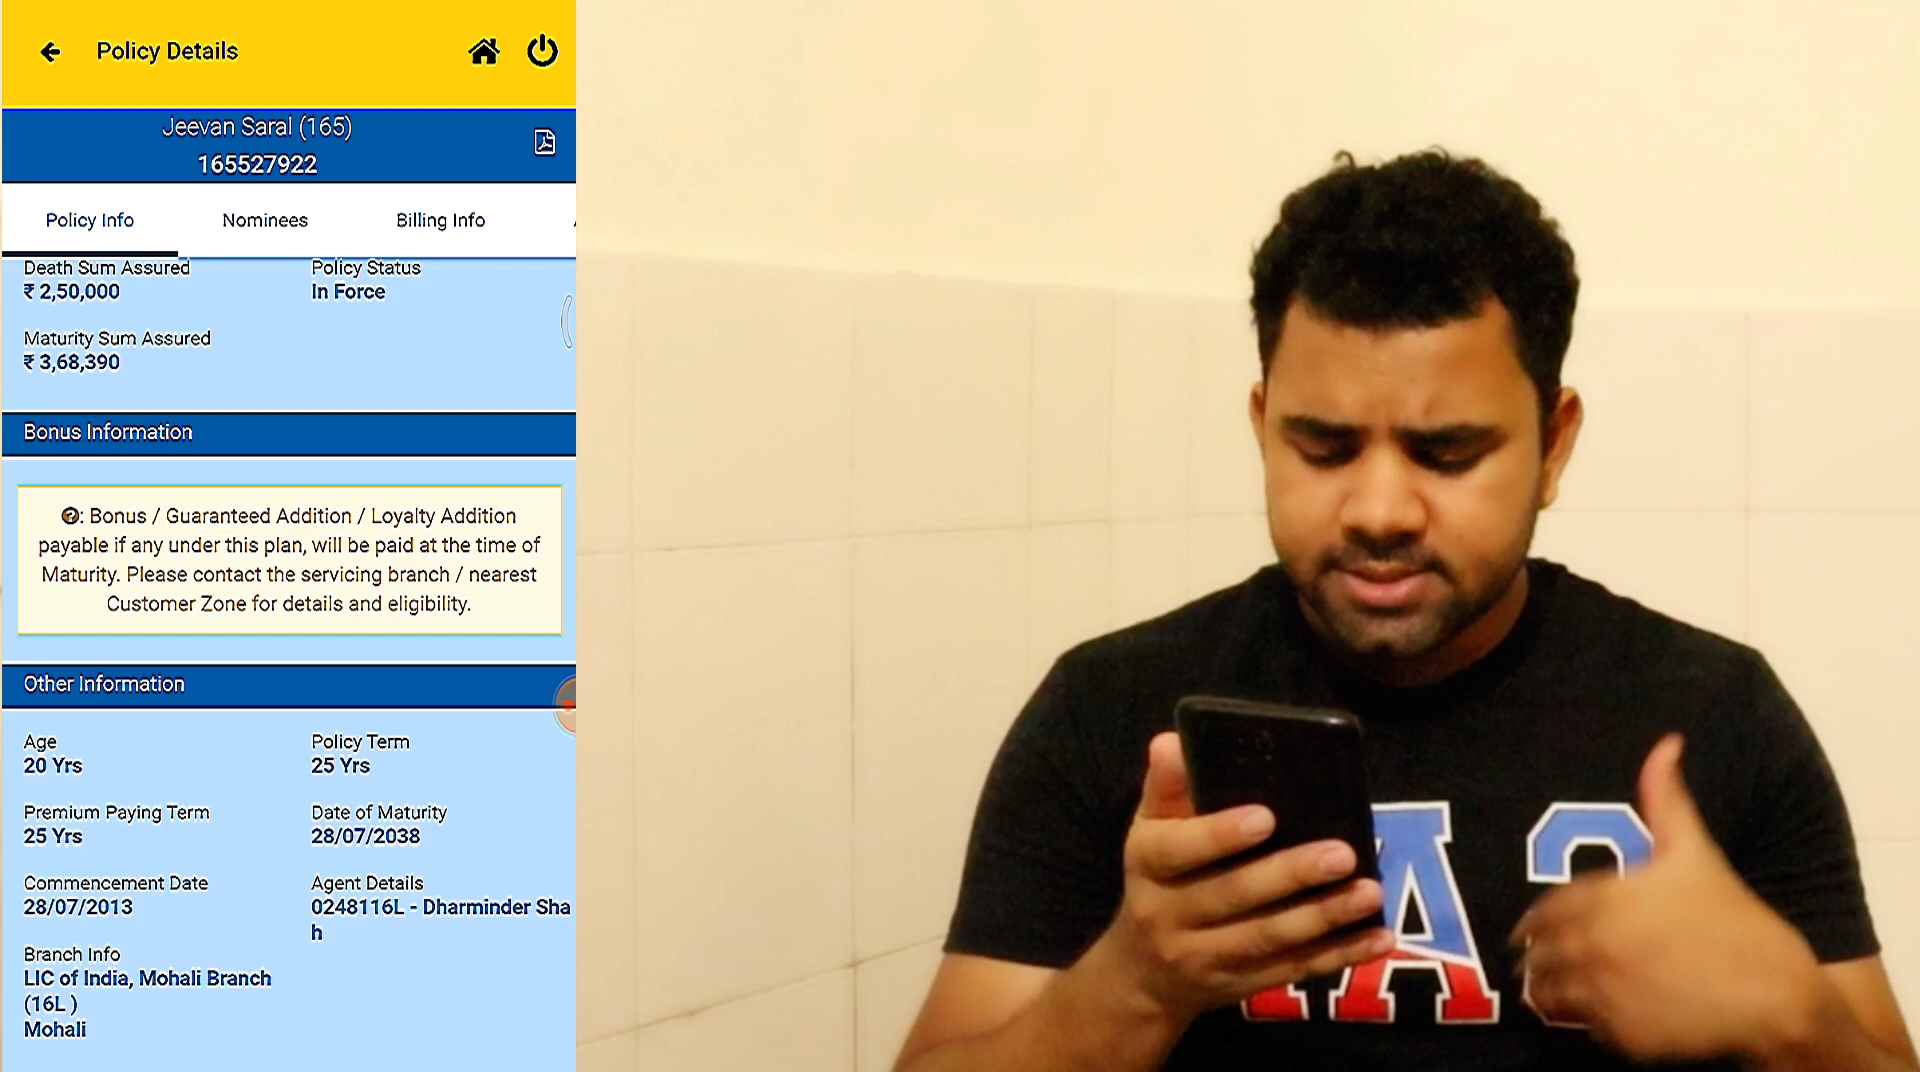 Policy Details
Jeevan Saral (165)
165527922
Policy Info Nominees Billing Info
Death Sum Assured Policy Status
₹ 2,50,000 In Force
Maturity Sum Assured
₹ 3,68,390
Bonus Information
?: Bonus / Guaranteed Addition / Loyalty Addition
payable if any under this plan, will be paid at the time of
Maturity. Please contact the servicing branch / nearest
Customer Zone for details and eligibility.
Other Information
Age Policy Term
20 Yrs 25 Yrs
Premium Paying Term Date of Maturity
25 Yrs 28/07/2038
Commencement Date Agent Details
28/07/2013 0248116L - Dharminder Sha
h
Branch Info
LIC of India, Mohali Branch
(16L )
Mohali